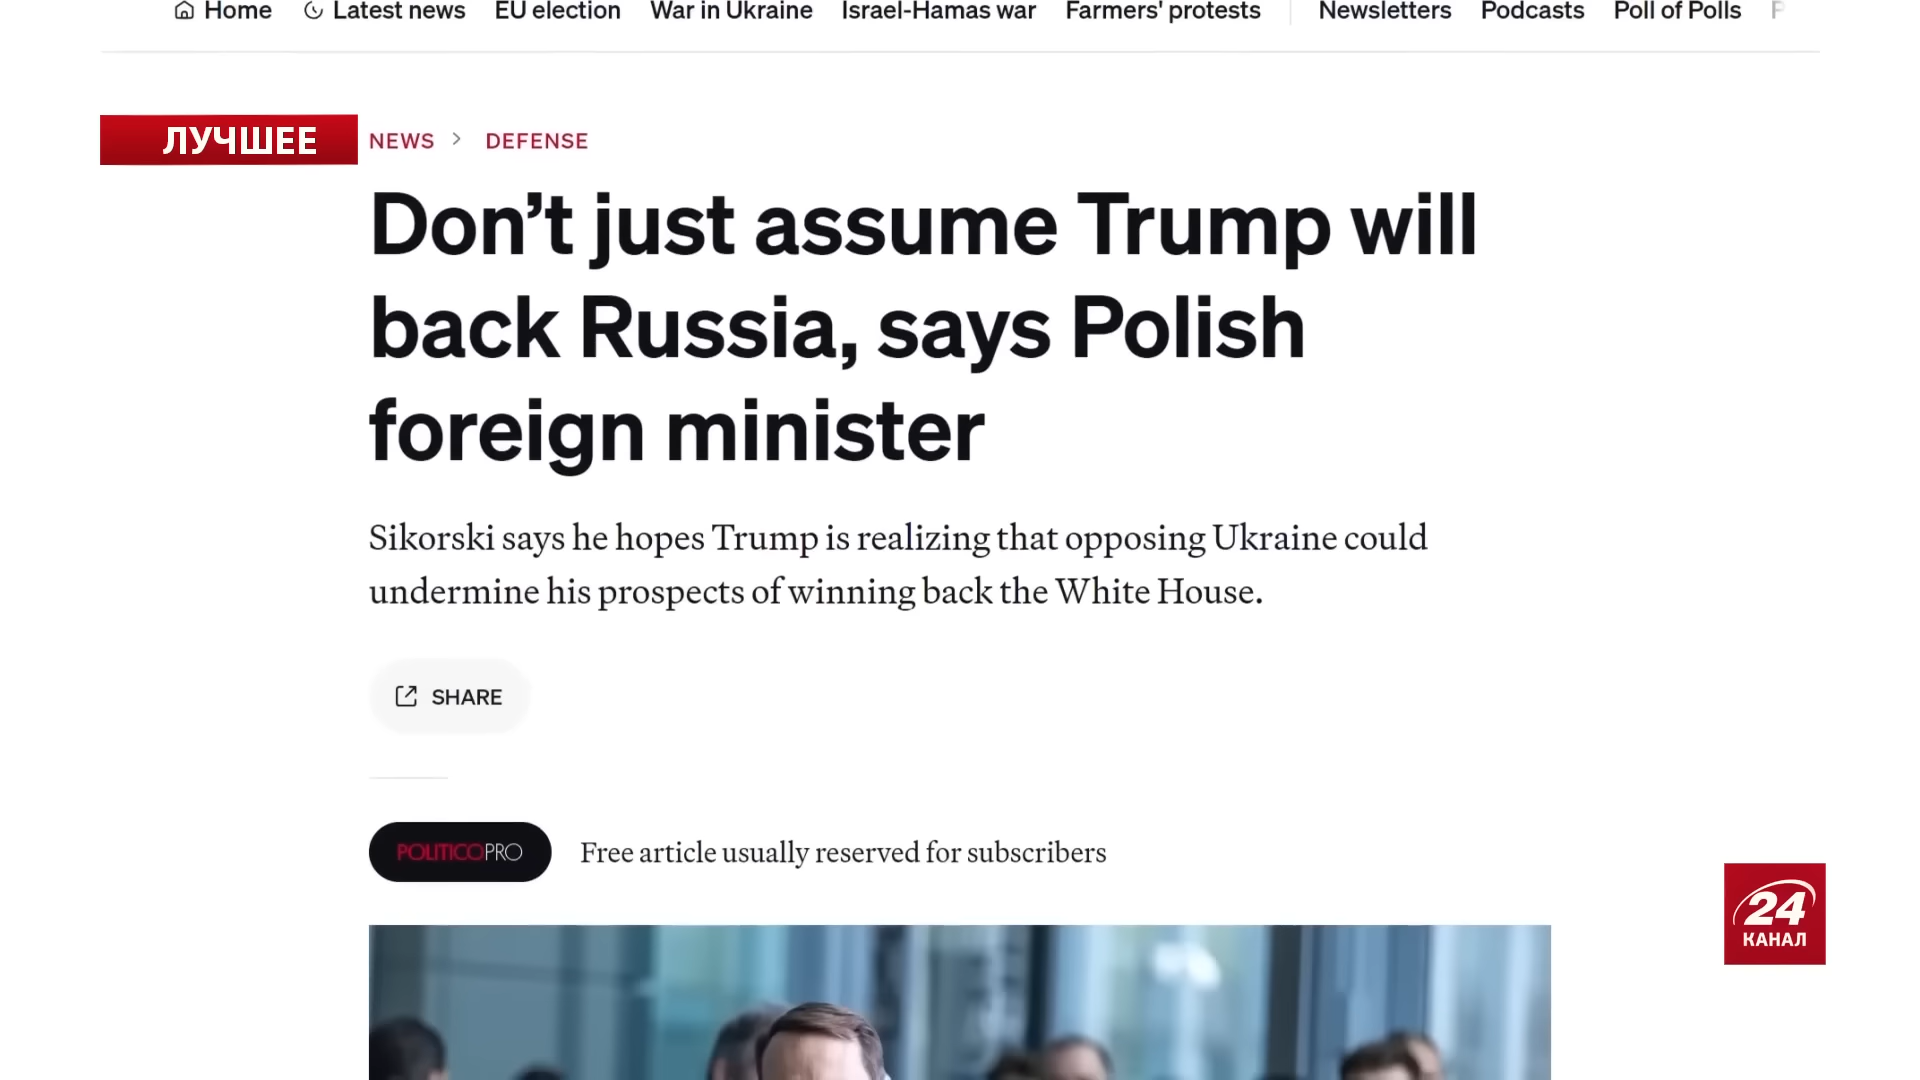 Home Latest news EU election War in Ukraine Israel-Hamas war Farmers' protests Newsletters Podcasts Poll of Polls
ЛУЧШЕЕ
NEWS > DEFENSE
Don’t just assume Trump will
back Russia, says Polish
foreign minister
Sikorski says he hopes Trump is realizing that opposing Ukraine could
undermine his prospects of winning back the White House.
SHARE
POLITICOPRO Free article usually reserved for subscribers
24
КАНАЛ